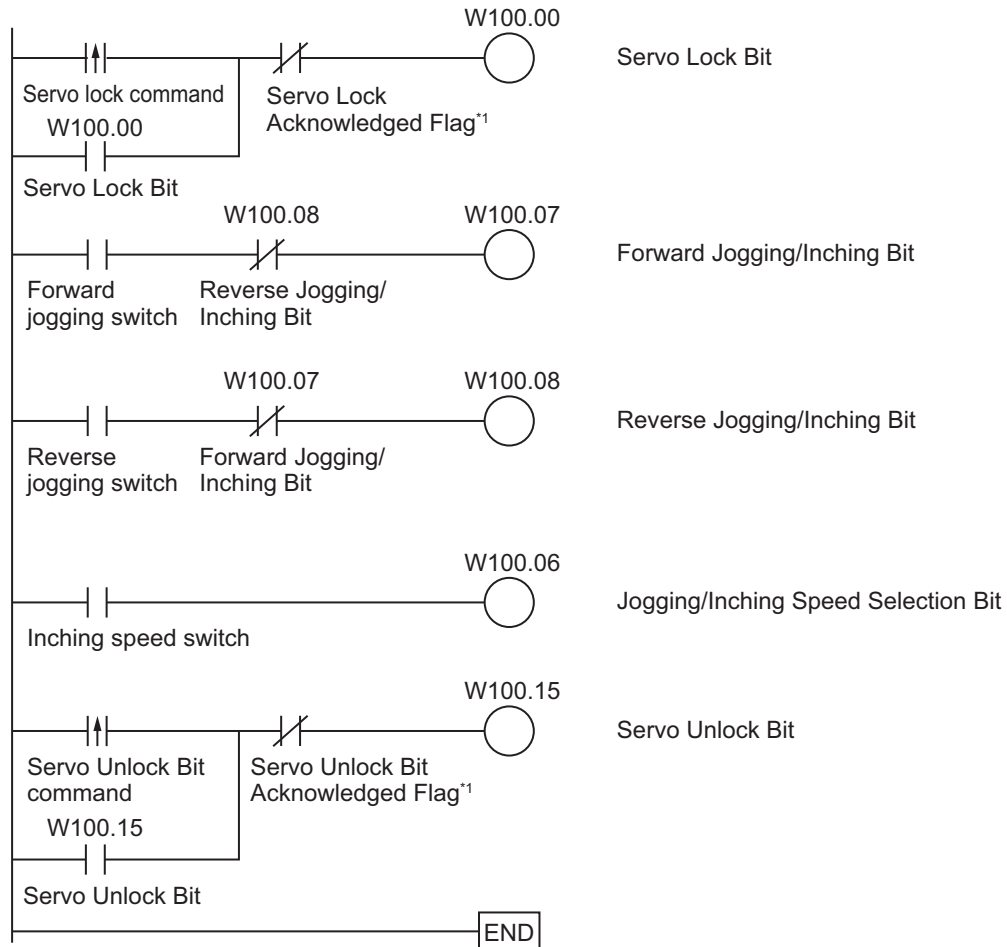 W100.00
Servo Lock Bit
Servo lock command
Servo Lock
Acknowledged Flag*1
W100.00
Servo Lock Bit
W100.08
W100.07
Forward Jogging/Inching Bit
Forward
jogging switch
Reverse Jogging/
Inching Bit
W100.07
W100.08
Reverse Jogging/Inching Bit
Reverse
jogging switch
Forward Jogging/
Inching Bit
W100.06
Jogging/Inching Speed Selection Bit
Inching speed switch
W100.15
Servo Unlock Bit
Servo Unlock Bit
command
Servo Unlock Bit
Acknowledged Flag*1
W100.15
Servo Unlock Bit
END